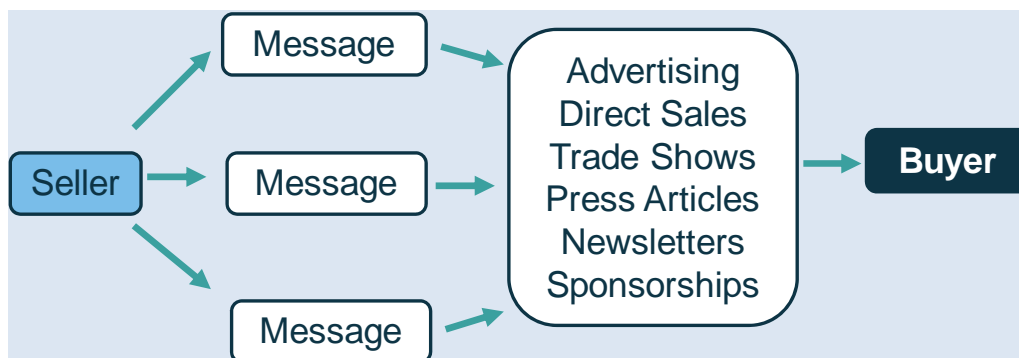 Message
Seller
Message
Message
Advertising
Direct Sales
Trade Shows
Press Articles
Newsletters
Sponsorships
Buyer